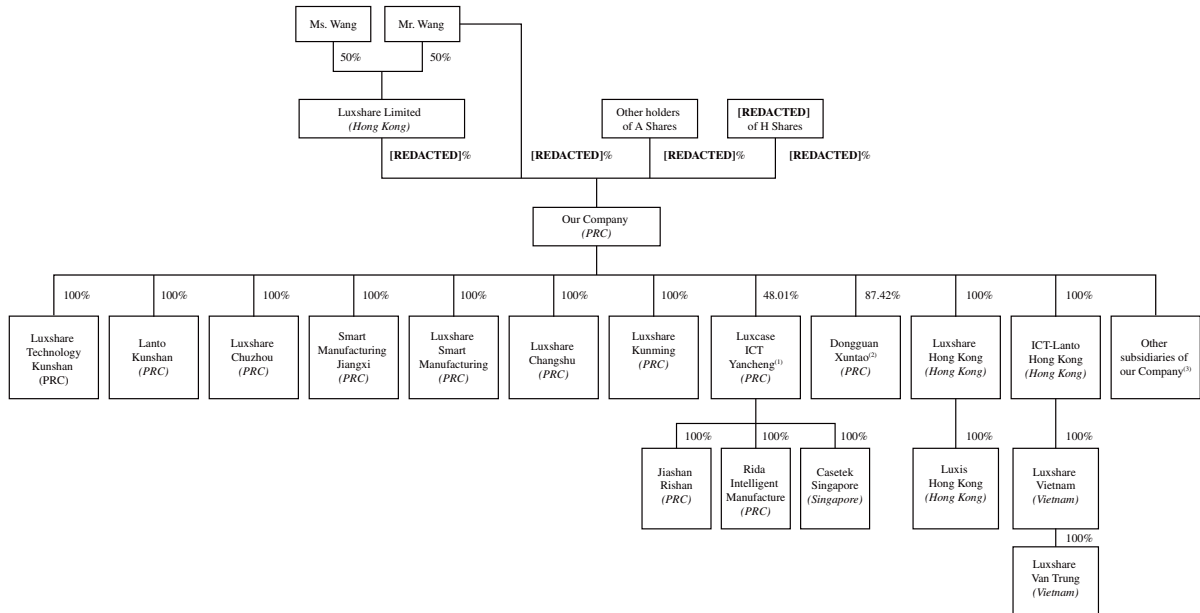 Ms. Wang
Mr. Wang
50%
50%
Luxshare Limited
(Hong Kong)
Other holders
of A Shares
[REDACTED]
of H Shares
[REDACTED]%
[REDACTED]%
[REDACTED]%
[REDACTED]%
Our Company
(PRC)
100%
100%
100%
100%
100%
100%
100%
48.01%
87.42%
100%
100%
Luxshare
Technology
Kunshan
(PRC)
Lanto
Kunshan
(PRC)
Luxshare
Chuzhou
(PRC)
Smart
Manufacturing
Jiangxi
(PRC)
Luxshare
Smart
Manufacturing
(PRC)
Luxshare
Changshu
(PRC)
Luxshare
Kunming
(PRC)
Luxcase
ICT
Yancheng(1)
(PRC)
Dongguan
Xuntao(2)
(PRC)
Luxshare
Hong Kong
(Hong Kong)
ICT-Lanto
Hong Kong
(Hong Kong)
Other
subsidiaries of
our Company(3)
100%
100%
100%
100%
100%
Jiashan
Rishan
(PRC)
Rida
Intelligent
Manufacture
(PRC)
Casetek
Singapore
(Singapore)
Luxis
Hong Kong
(Hong Kong)
Luxshare
Vietnam
(Vietnam)
100%
Luxshare
Van Trung
(Vietnam)